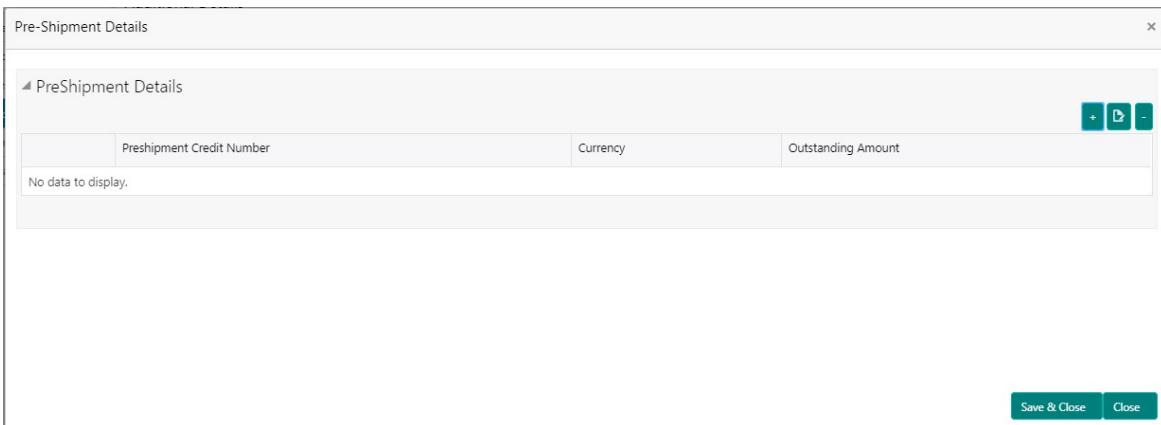 Pre-Shipment Details ×
PreShipment Details
+ -
Preshipment Credit Number Currency Outstanding Amount
No data to display.
Save & Close Close